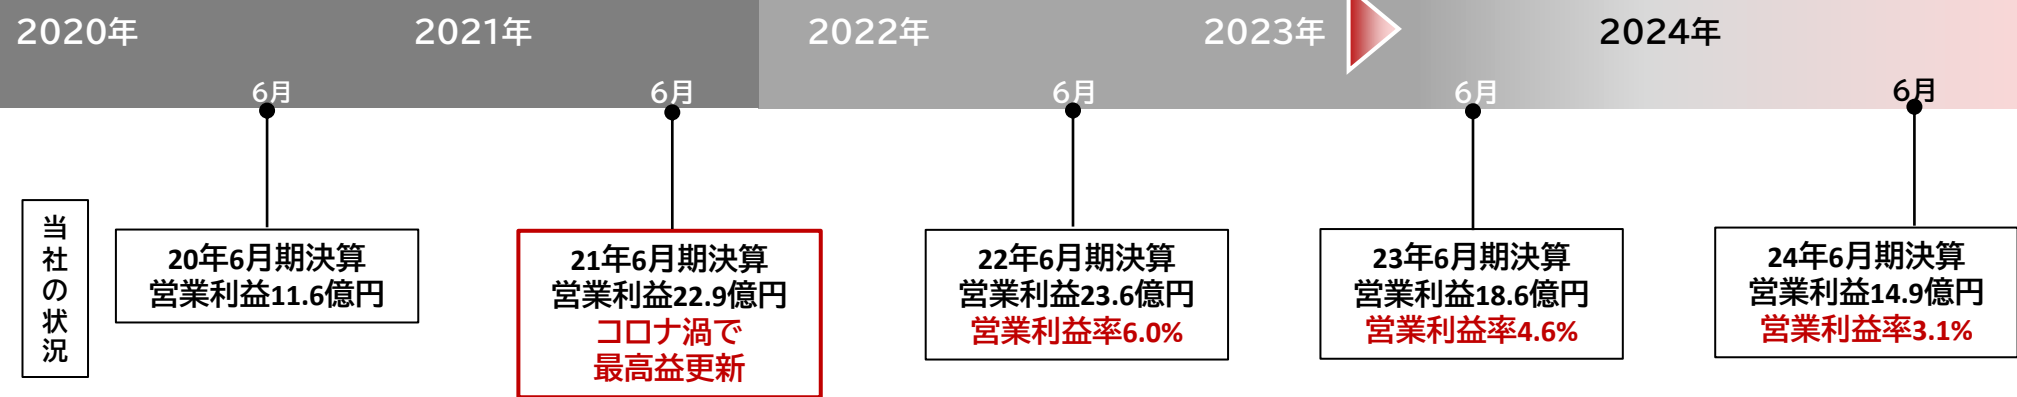 2020年
2021年
2022年
2023年
2024年
6月
6月
6月
6月
6月
当社の状況
20年6月期決算
営業利益11.6億円
21年6月期決算
営業利益22.9億円
コロナ渦で
最高益更新
22年6月期決算
営業利益23.6億円
営業利益率6.0%
23年6月期決算
営業利益18.6億円
営業利益率4.6%
24年6月期決算
営業利益14.9億円
営業利益率3.1%